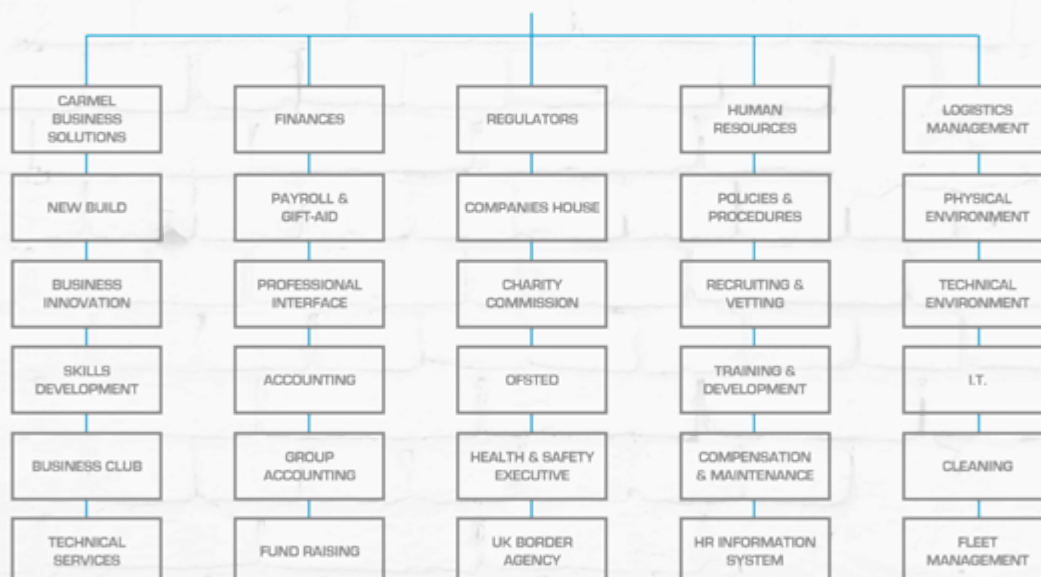 CARMEL
BUSINESS
SOLUTIONS
NEW BUILD
BUSINESS
INNOVATION
SKILLS
DEVELOPMENT
BUSINESS CLUB
TECHNICAL
SERVICES
FINANCES
PAYROLL &
GIFT-AID
PROFESSIONAL
INTERFACE
ACCOUNTING
GROUP
ACCOUNTING
FUND RAISING
REGULATORS
COMPANIES HOUSE
CHARITY
COMMISSION
OFSTED
HEALTH & SAFETY
EXECUTIVE
UK BORDER
AGENCY
HUMAN
RESOURCES
POLICIES &
PROCEDURES
RECRUITING &
VETTING
TRAINING &
DEVELOPMENT
COMPENSATION
& MAINTENANCE
HR INFORMATION
SYSTEM
LOGISTICS
MANAGEMENT
PHYSICAL
ENVIRONMENT
TECHNICAL
ENVIRONMENT
I.T.
CLEANING
FLEET
MANAGEMENT